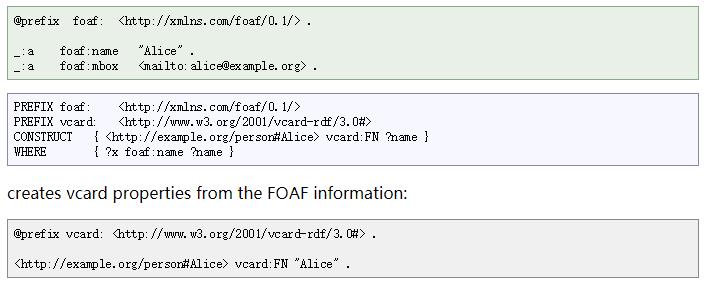 @prefix foaf: <http://xmlns.com/foaf/0.1/> .
_:a foaf:name "Alice" .
_:a foaf:mbox <mailto:alice@example.org> .
PREFIX foaf: <http://xmlns.com/foaf/0.1/>
PREFIX vcard: <http://www.w3.org/2001/vcard-rdf/3.0#>
CONSTRUCT { <http://example.org/person#Alice> vcard:FN ?name }
WHERE { ?x foaf:name ?name }
creates vcard properties from the FOAF information:
@prefix vcard: <http://www.w3.org/2001/vcard-rdf/3.0#> .
<http://example.org/person#Alice> vcard:FN "Alice" .